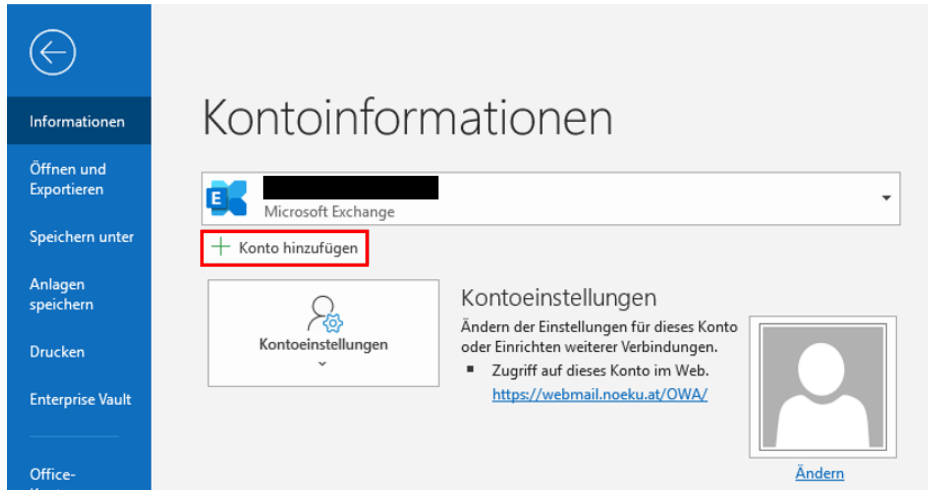 Informationen
Öffnen und
Exportieren
Speichern unter
Anlagen
speichern
Drucken
Enterprise Vault
Office-
Kontoinformationen
E
Microsoft Exchange
Konto hinzufügen
Kontoeinstellungen
Kontoeinstellungen
Ändern der Einstellungen für dieses Konto
oder Einrichten weiterer Verbindungen.
Zugriff auf dieses Konto im Web.
https://webmail.noeku.at/OWA/
Ändern